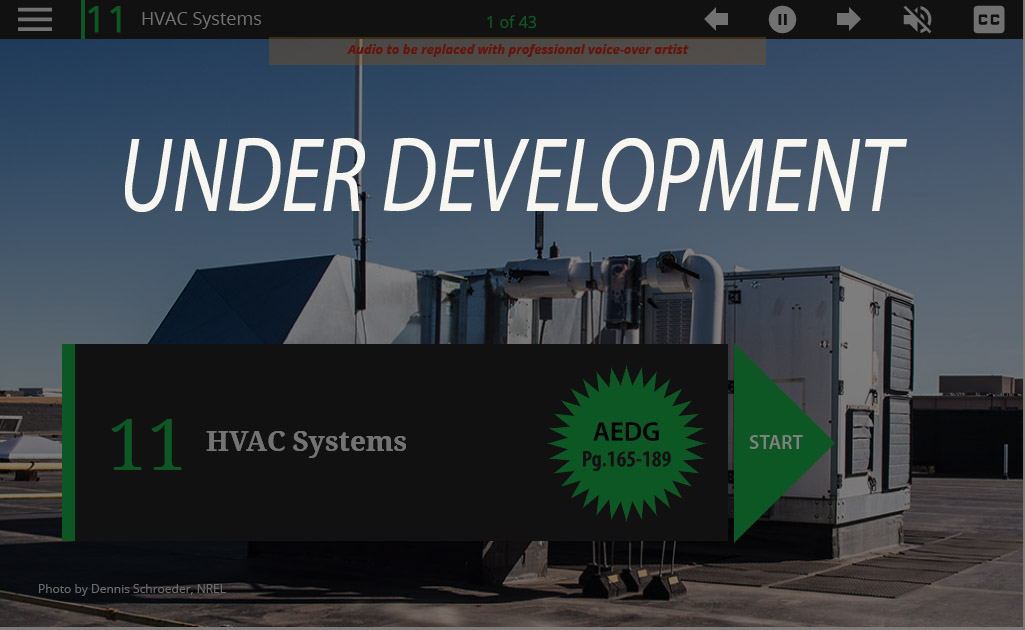 11 HVAC Systems 1 of 43 CC
Audio to be replaced with professional voice-over artist
UNDER DEVELOPMENT
11 HVAC Systems
AEDG
Pg.165-189
START
Photo by Dennis Schroeder, NREL